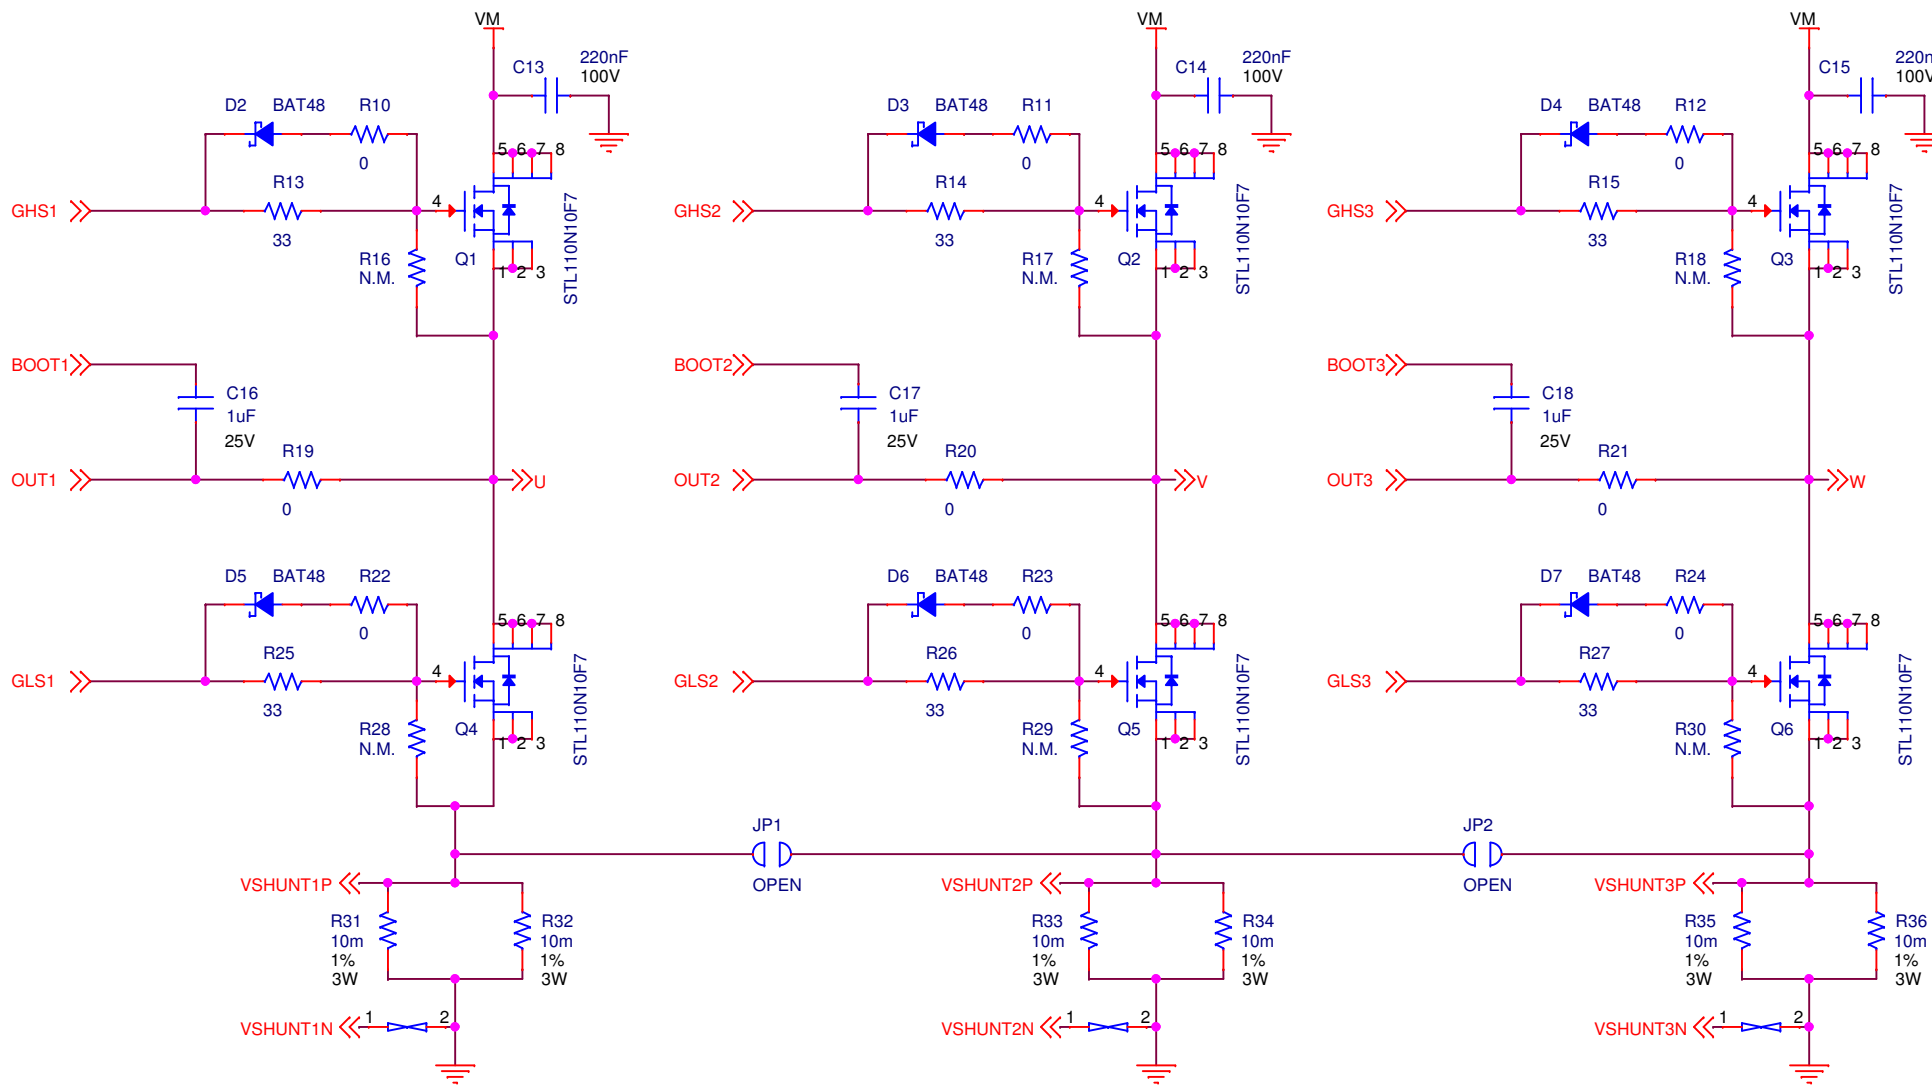 VM
VM
VM
C13
220nF
100V
C14
220nF
100V
C15
220n
100V
D2 BAT48 R10
D3 BAT48 R11
D4 BAT48 R12
0
0
0
5 6 7 8
5 6 7 8
5 6 7 8
R13
R14
R15
GHS1
4
GHS2
4
GHS3
4
33
33
33
STL110N10F7
STL110N10F7
STL110N10F7
R16
N.M.
Q1
R17
N.M.
Q2
R18
N.M.
Q3
1 2 3
1 2 3
1 2 3
BOOT1
BOOT2
BOOT3
C16
1uF
25V
C17
1uF
25V
C18
1uF
25V
R19
R20
R21
OUT1
U
OUT2
V
OUT3
W
0
0
0
D5 BAT48 R22
D6 BAT48 R23
D7 BAT48 R24
0
0
0
5 6 7 8
5 6 7 8
5 6 7 8
R25
R26
R27
GLS1
4
GLS2
4
GLS3
4
33
33
33
STL110N10F7
STL110N10F7
STL110N10F7
R28
N.M.
Q4
R29
N.M.
Q5
R30
N.M.
Q6
1 2 3
1 2 3
1 2 3
JP1
OPEN
JP2
OPEN
VSHUNT1P
VSHUNT2P
VSHUNT3P
R31
10m
1%
3W
R32
10m
1%
3W
R33
10m
1%
3W
R34
10m
1%
3W
R35
10m
1%
3W
R36
10m
1%
3W
VSHUNT1N 1 2
VSHUNT2N 1 2
VSHUNT3N 1 2